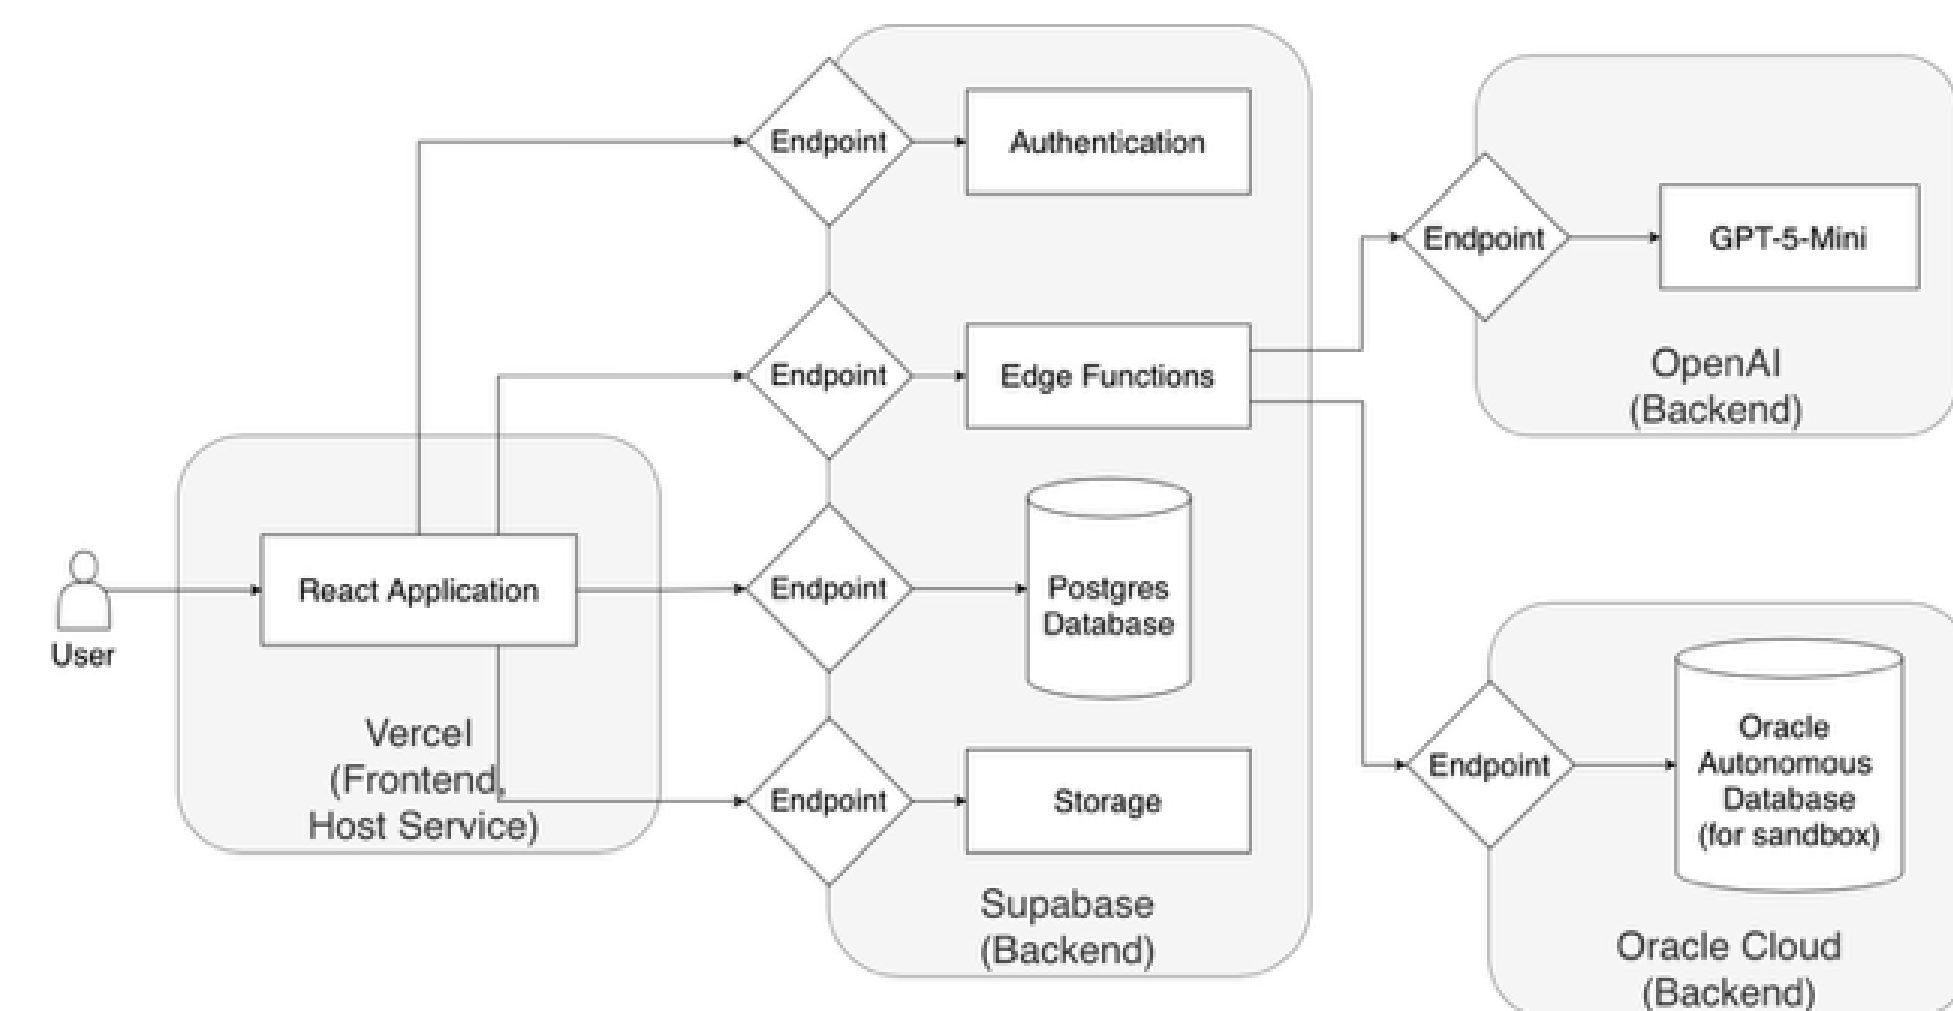 Endpoint
Authentication
Endpoint
GPT-5-Mini
OpenAI
(Backend)
Endpoint
Edge Functions
User
React Application
Vercel
(Frontend,
Host Service)
Endpoint
Postgres
Database
Endpoint
Storage
Supabase
(Backend)
Endpoint
Oracle
Autonomous
Database
(for sandbox)
Oracle Cloud
(Backend)